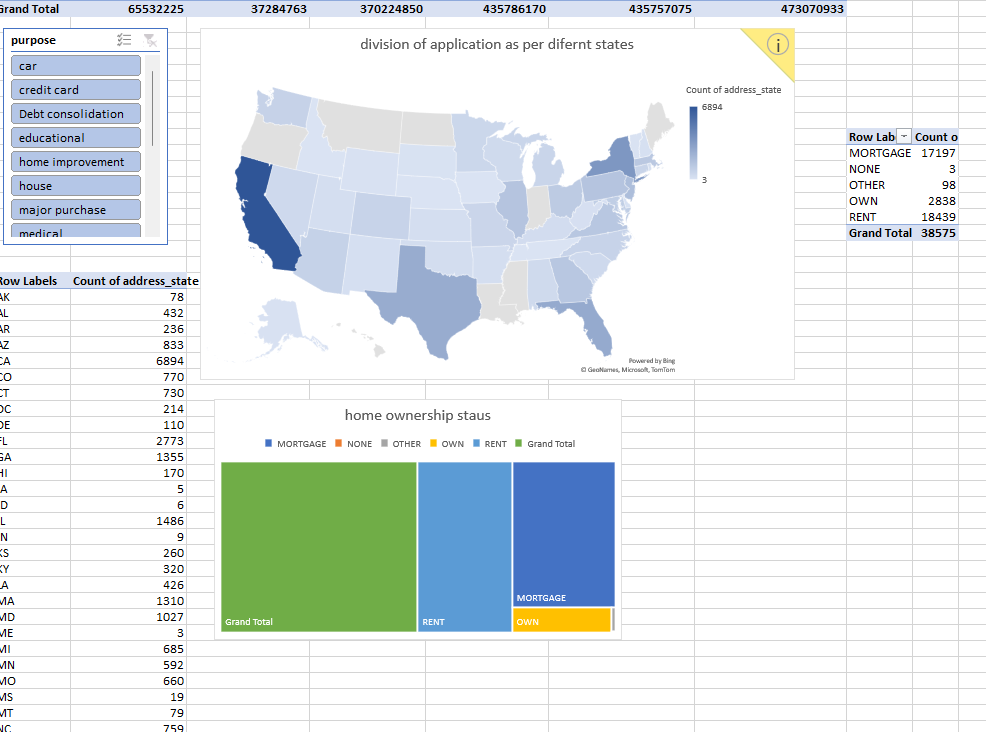 Grand Total 65532225 37284763 370224850 435786170 435757075 473070933
purpose
car
credit card
Debt consolidation
educational
home improvement
house
major purchase
medical
division of application as per difernt states
Count of address_state
6894
3
Powered by Bing
© GeoNames, Microsoft, TomTom
Row Lab Count o
MORTGAGE 17197
NONE 3
OTHER 98
OWN 2838
RENT 18439
Grand Total 38575
Row Labels Count of address_state
AK 78
AL 432
AR 236
AZ 833
CA 6894
CO 770
CT 730
DC 214
DE 110
FL 2773
GA 1355
HI 170
A 5
D 6
L 1486
N 9
KS 260
KY 320
LA 426
MA 1310
MD 1027
ME 3
MI 685
MN 592
MO 660
MS 19
MT 79
NC 759
home ownership staus
MORTGAGE NONE OTHER OWN RENT Grand Total
Grand Total
RENT
MORTGAGE
OWN